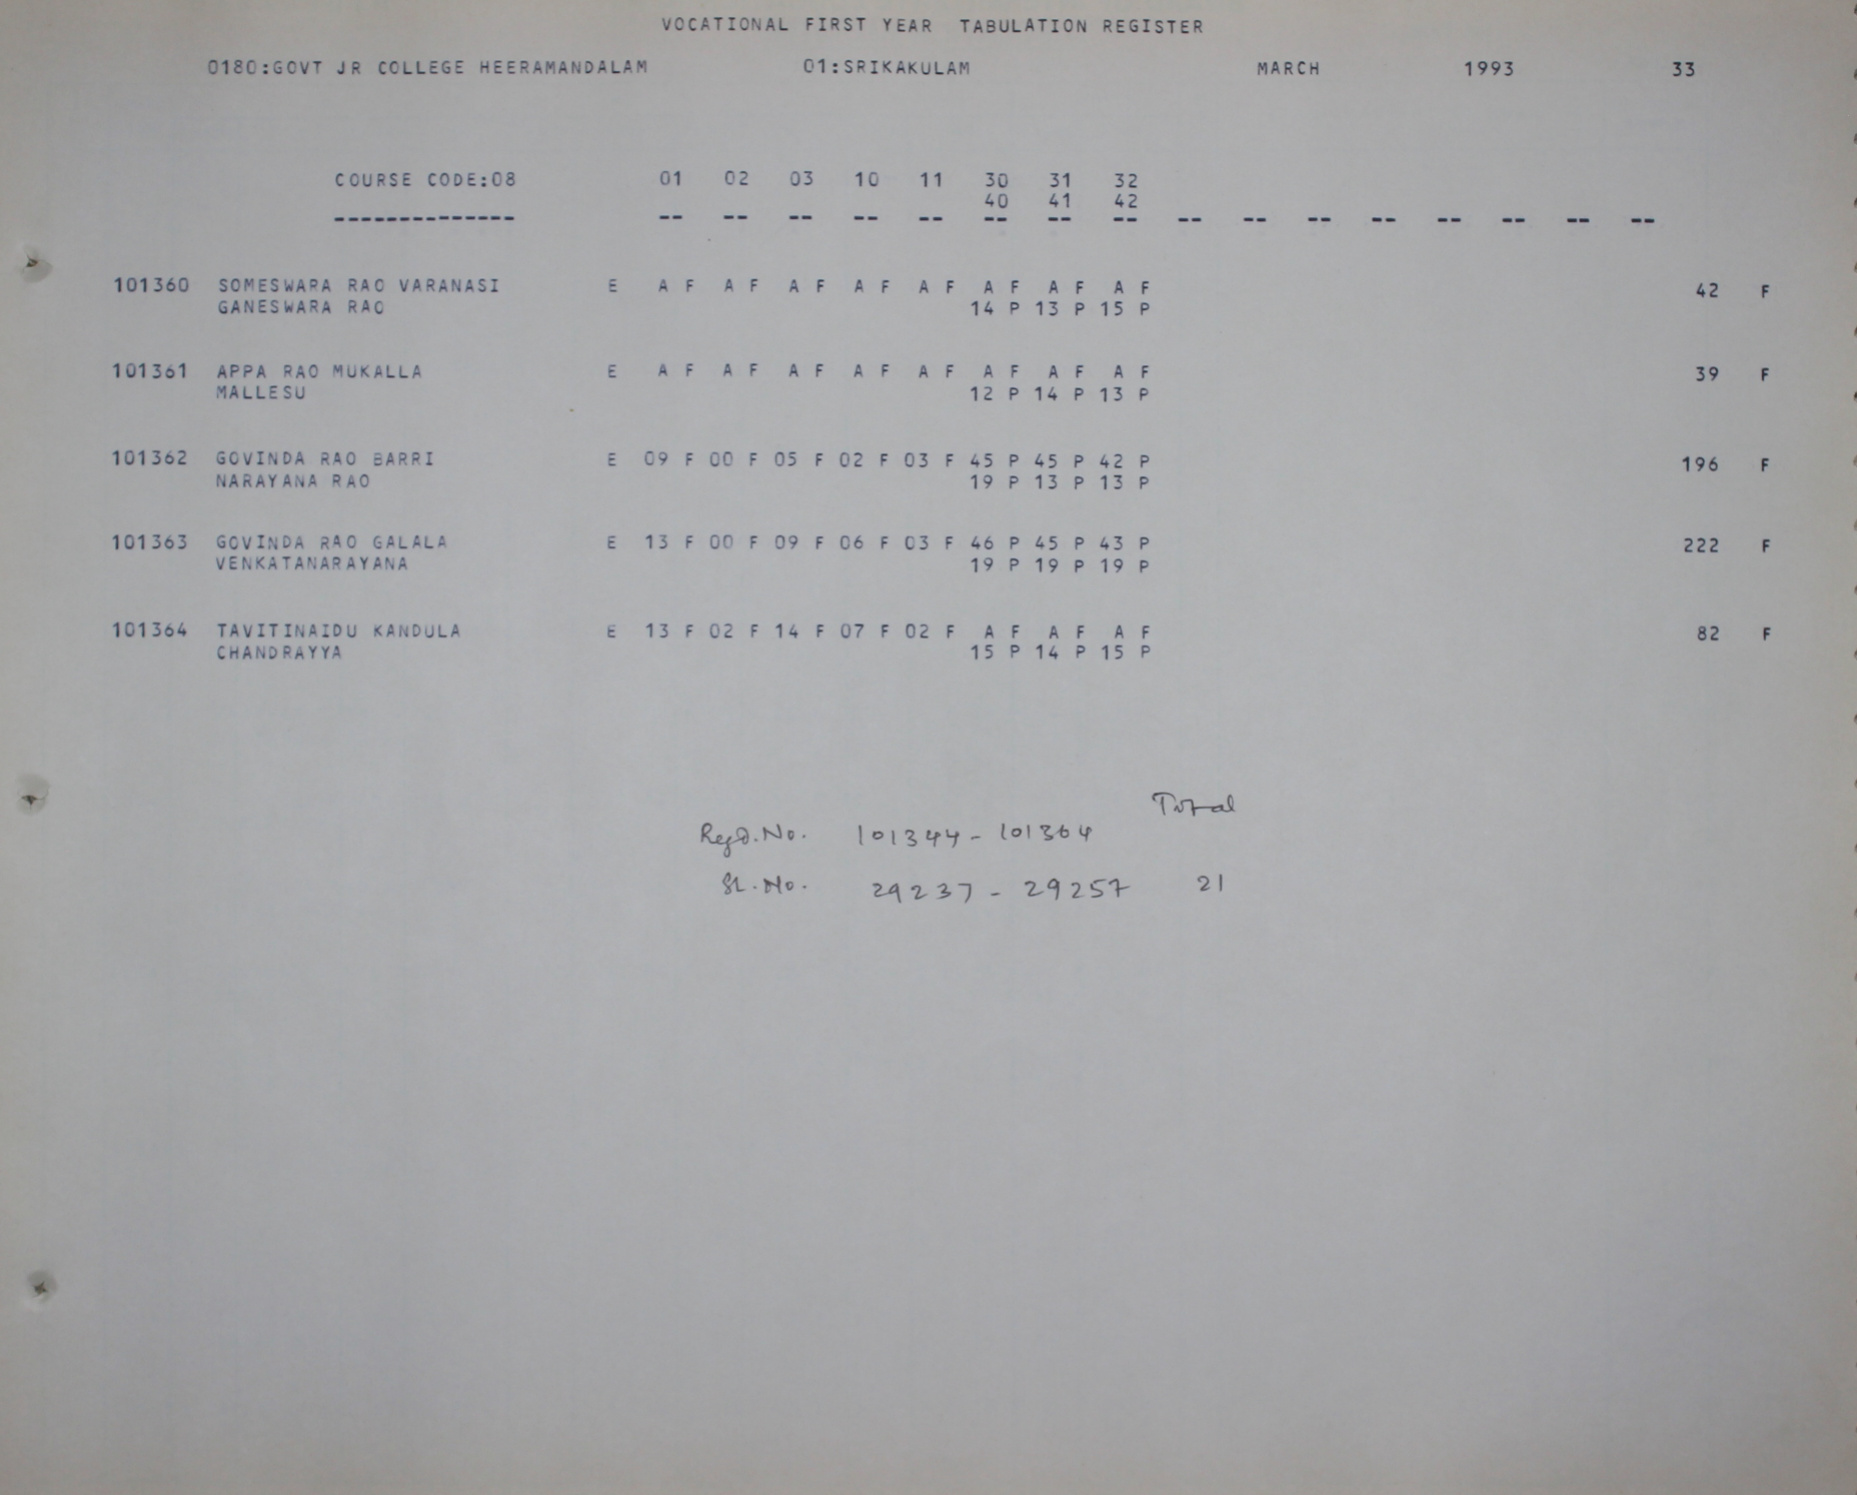 VOCATIONAL FIRST YEAR TABULATION REGISTER
0180:GOVT JR COLLEGE HEERAMANDALAM 01:SRIKAKULAM MARCH 1993 33
COURSE CODE:08 01 02 03 10 11 30 31 32
40 41 42
-------------- -- -- -- -- -- -- -- -- -- -- -- -- -- -- -- --
101360 SOMESWARA RAO VARANASI E A F A F A F A F A F A F A F A F 42 F
GANESWARA RAO 14 P 13 P 15 P
101361 APPA RAO MUKALLA E A F A F A F A F A F A F A F A F 39 F
MALLESU 12 P 14 P 13 P
101362 GOVINDA RAO BARRI E 09 F 00 F 05 F 02 F 03 F 45 P 45 P 42 P 196 F
NARAYANA RAO 19 P 13 P 13 P
101363 GOVINDA RAO GALALA E 13 F 00 F 09 F 06 F 03 F 46 P 45 P 43 P 222 F
VENKATANARAYANA 19 P 19 P 19 P
101364 TAVITINAIDU KANDULA E 13 F 02 F 14 F 07 F 02 F A F A F A F 82 F
CHANDRAYYA 15 P 14 P 15 P
Total
Regd.No. 101344 - 101364
Sl.No. 29237 - 29257 21